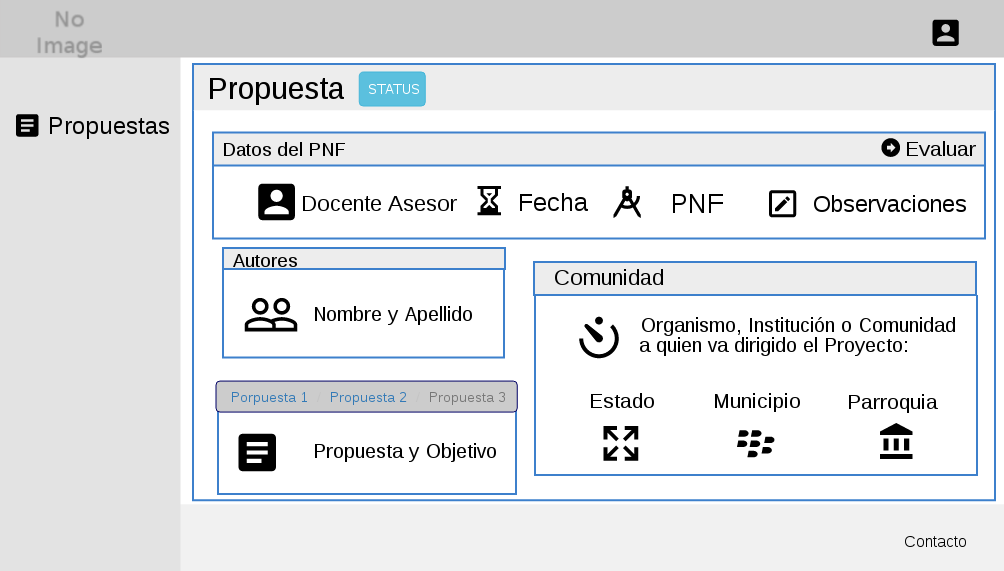 No
Image
Propuestas
Propuesta
STATUS
Datos del PNF
Evaluar
Docente Asesor
Fecha
PNF
Observaciones
Autores
Nombre y Apellido
Comunidad
Organismo, Institución o Comunidad
a quien va dirigido el Proyecto:
Estado
Municipio
Parroquia
Porpuesta 1 / Propuesta 2 / Propuesta 3
Propuesta y Objetivo
Contacto